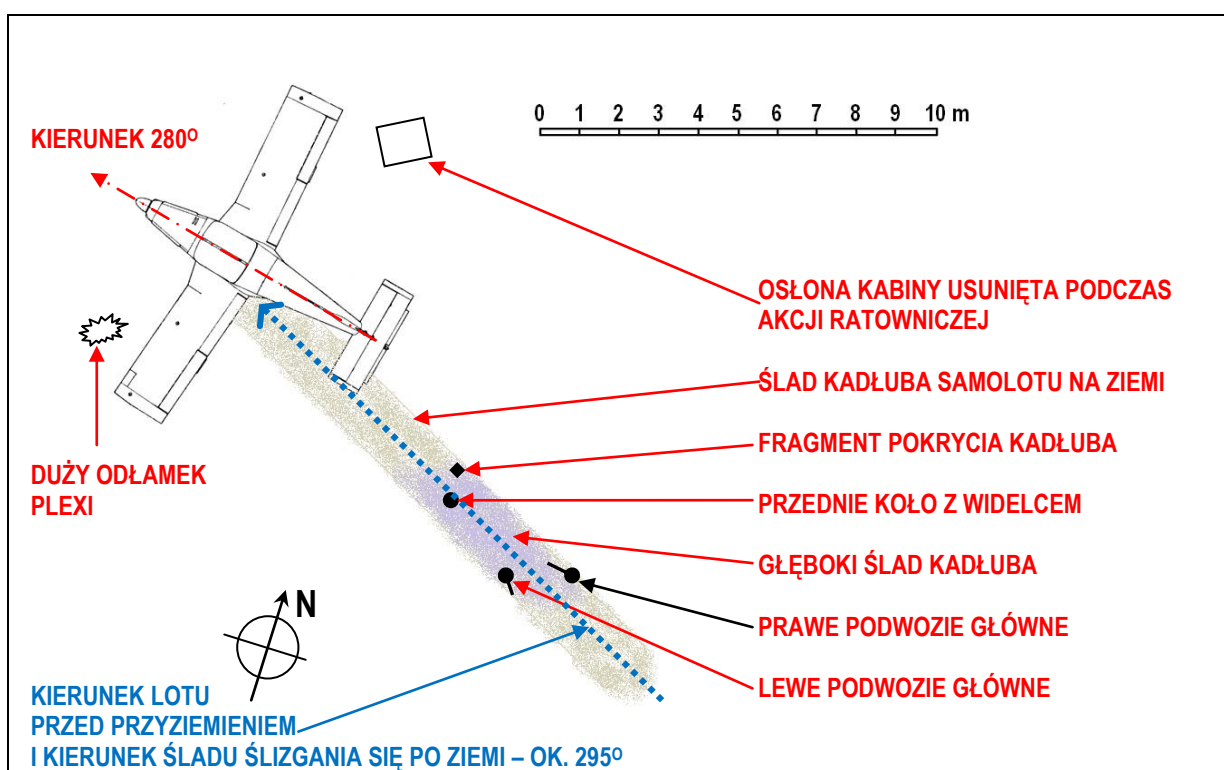 0 1 2 3 4 5 6 7 8 9 10 m
KIERUNEK 280º
OSŁONA KABINY USUNIĘTA PODCZAS
AKCJI RATOWNICZEJ
ŚLAD KADŁUBA SAMOLOTU NA ZIEMI
FRAGMENT POKRYCIA KADŁUBA
DUŻY ODŁAMEK
PLEXI
PRZEDNIE KOŁO Z WIDELCEM
GŁĘBOKI ŚLAD KADŁUBA
N
PRAWE PODWOZIE GŁÓWNE
LEWE PODWOZIE GŁÓWNE
KIERUNEK LOTU
PRZED PRZYZIEMIENIEM
I KIERUNEK ŚLADU ŚLIZGANIA SIĘ PO ZIEMI – OK. 295º